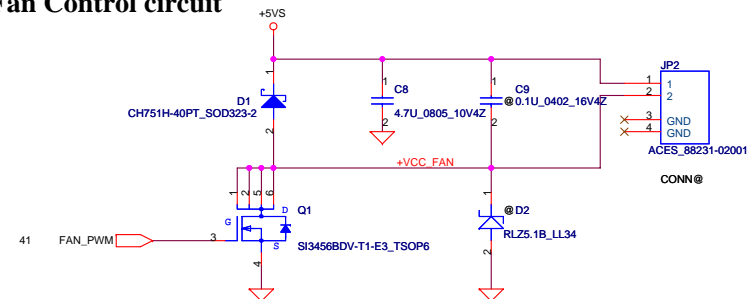 Fan Control circuit
+5VS
JP2
1
1
1
1
1
D1
C8
C9
2
2
CH751H-40PT_SOD323-2
4.7U_0805_10V4Z
@ 0.1U_0402_16V4Z
3
GND
4
GND
2
2
2
ACES_88231-02001
+VCC_FAN
CONN@
1
2
5
6
1
D
Q1
@ D2
G
RLZ5.1B_LL34
41
FAN_PWM
3
S
SI3456BDV-T1-E3_TSOP6
4
2